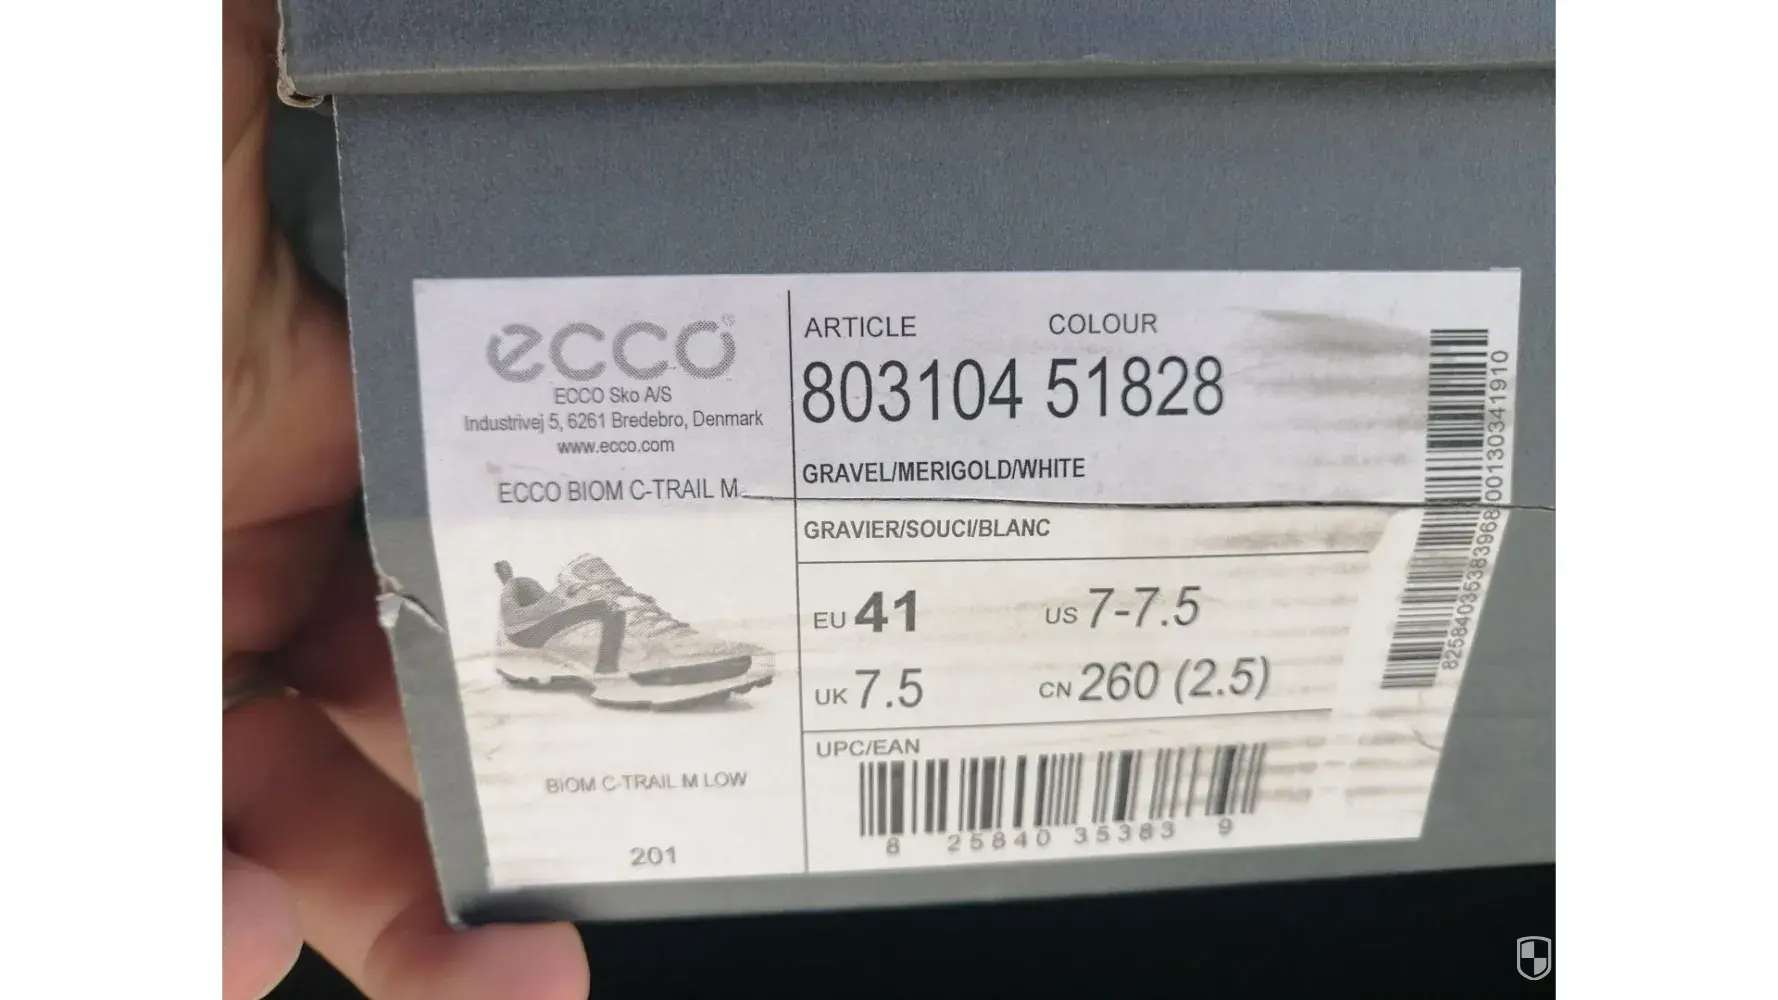 ecco
ECCO Sko A/S
Industrivej 5, 6261 Bredebro, Denmark
www.ecco.com
ECCO BIOM C-TRAIL M
BIOM C-TRAIL M LOW
201
ARTICLE COLOUR
803104 51828
GRAVEL/MERIGOLD/WHITE
GRAVIER/SOUCI/BLANC
EU 41 US 7-7.5
UK 7.5 CN 260 (2.5)
UPC/EAN
8 25840 35383 9
825840353839680013034191​0